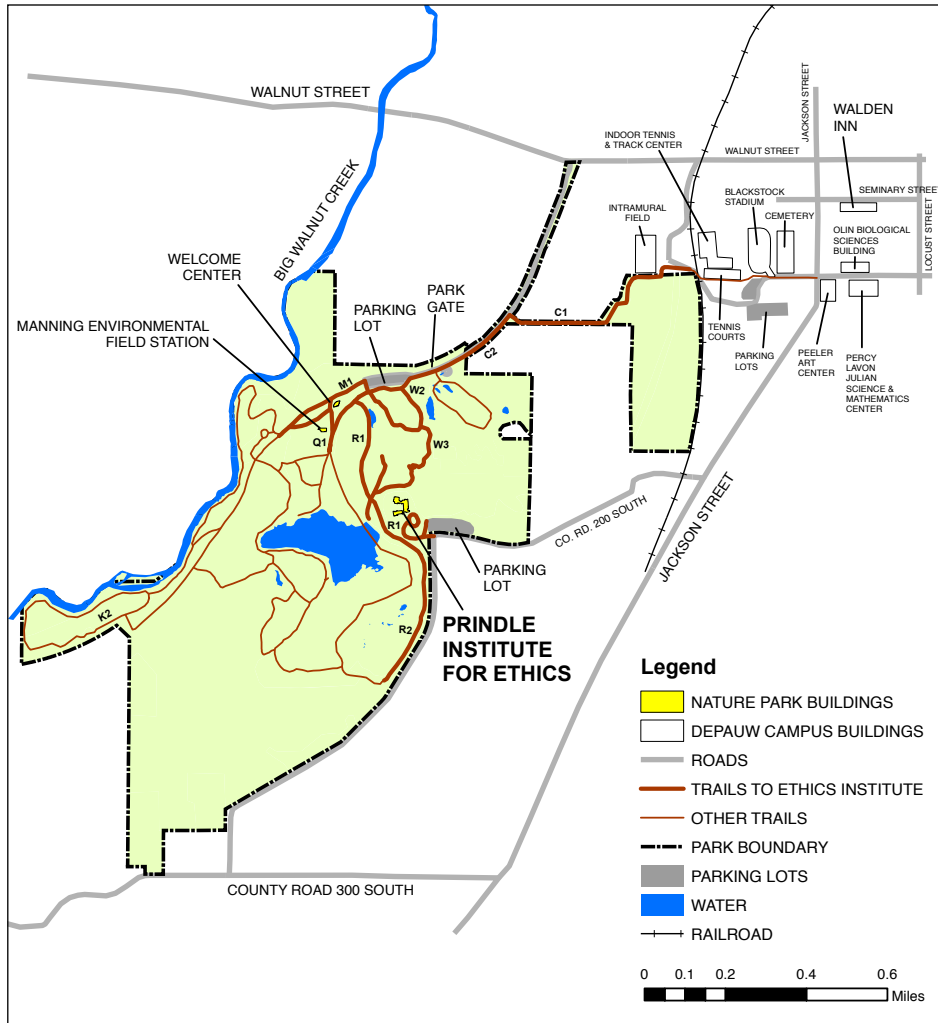 WALNUT STREET
BIG WALNUT CREEK
JACKSON STREET
WALDEN
INN
INDOOR TENNIS
& TRACK CENTER
WALNUT STREET
BLACKSTOCK
STADIUM
SEMINARY STREET
INTRAMURAL
FIELD
CEMETERY
OLIN BIOLOGICAL
SCIENCES
BUILDING
LOCUST STREET
WELCOME
CENTER
MANNING ENVIRONMENTAL
FIELD STATION
PARKING
LOT
PARK
GATE
C1
C2
TENNIS
COURTS
PARKING
LOTS
PEELER
ART
CENTER
PERCY
LAVON
JULIAN
SCIENCE &
MATHEMATICS
CENTER
M1
W2
Q1
R1
W3
R1
CO. RD. 200 SOUTH
JACKSON STREET
PARKING
LOT
K2
R2
PRINDLE
INSTITUTE
FOR ETHICS
COUNTY ROAD 300 SOUTH
Legend
NATURE PARK BUILDINGS
DEPAUW CAMPUS BUILDINGS
ROADS
TRAILS TO ETHICS INSTITUTE
OTHER TRAILS
PARK BOUNDARY
PARKING LOTS
WATER
RAILROAD
0 0.1 0.2 0.4 0.6
Miles